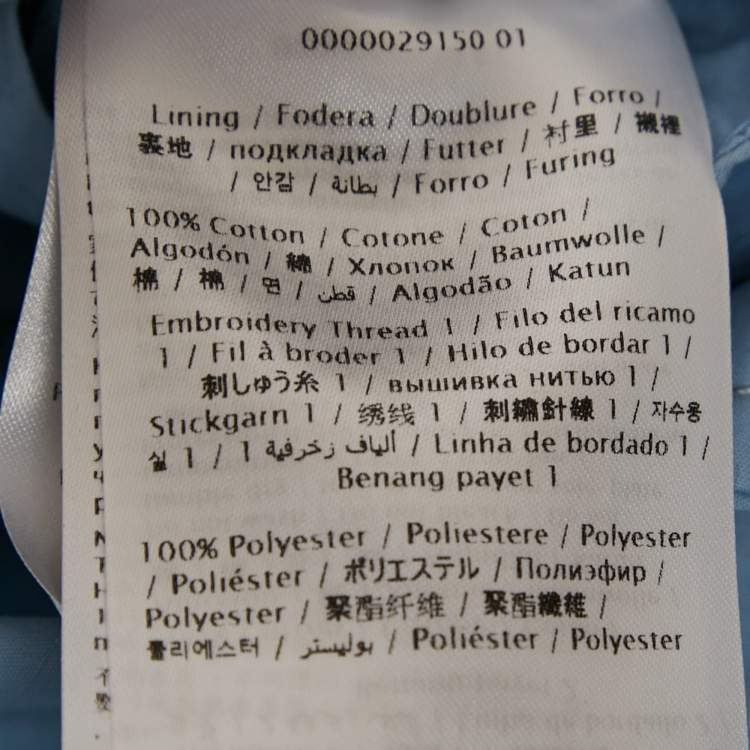 0000029150 01
Lining / Fodera / Doublure / Forro /
裏地 / подкладка / Futter / 衬里 / 襯裡
/ 안감 / بطانة / Forro / Furing
100% Cotton / Cotone / Coton /
Algodón / 綿 / Хлопок / Baumwolle /
棉 / 棉 / 면 / قطن / Algodão / Katun
Embroidery Thread 1 / Filo del ricamo
1 / Fil à broder 1 / Hilo de bordar 1 /
刺しゅう糸 1 / вышивка нитью 1 /
Stickgarn 1 / 绣线 1 / 刺繡針線 1 / 자수용
실 1 / ألياف زخرفية 1 / Linha de bordado 1 /
Benang payet 1
100% Polyester / Poliestere / Polyester
/ Poliéster / ポリエステル / Полиэфир /
Polyester / 聚酯纤维 / 聚酯纖維 /
폴리에스터 / بوليستر / Poliéster / Polyester